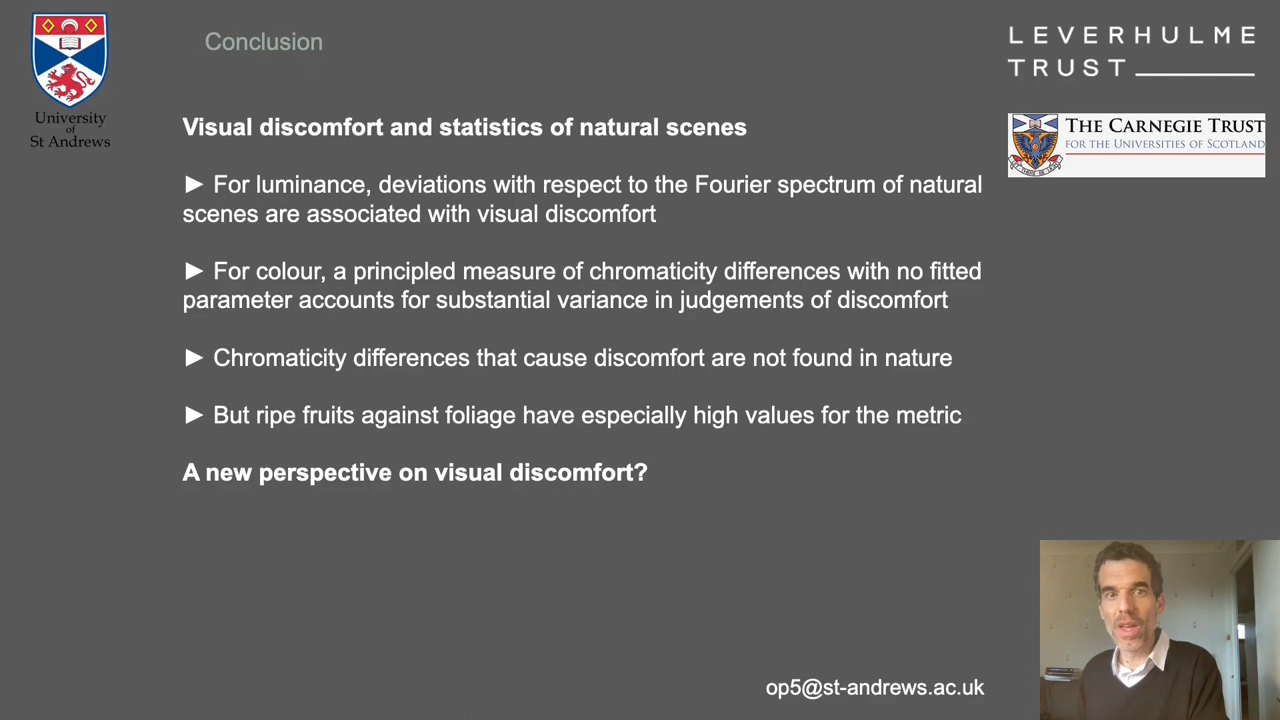 Conclusion
University
of
St Andrews
LEVERHULME
TRUST
THE CARNEGIE TRUST
FOR THE UNIVERSITIES OF SCOTLAND
Visual discomfort and statistics of natural scenes
► For luminance, deviations with respect to the Fourier spectrum of natural
scenes are associated with visual discomfort
► For colour, a principled measure of chromaticity differences with no fitted
parameter accounts for substantial variance in judgements of discomfort
► Chromaticity differences that cause discomfort are not found in nature
► But ripe fruits against foliage have especially high values for the metric
A new perspective on visual discomfort?
op5@st-andrews.ac.uk